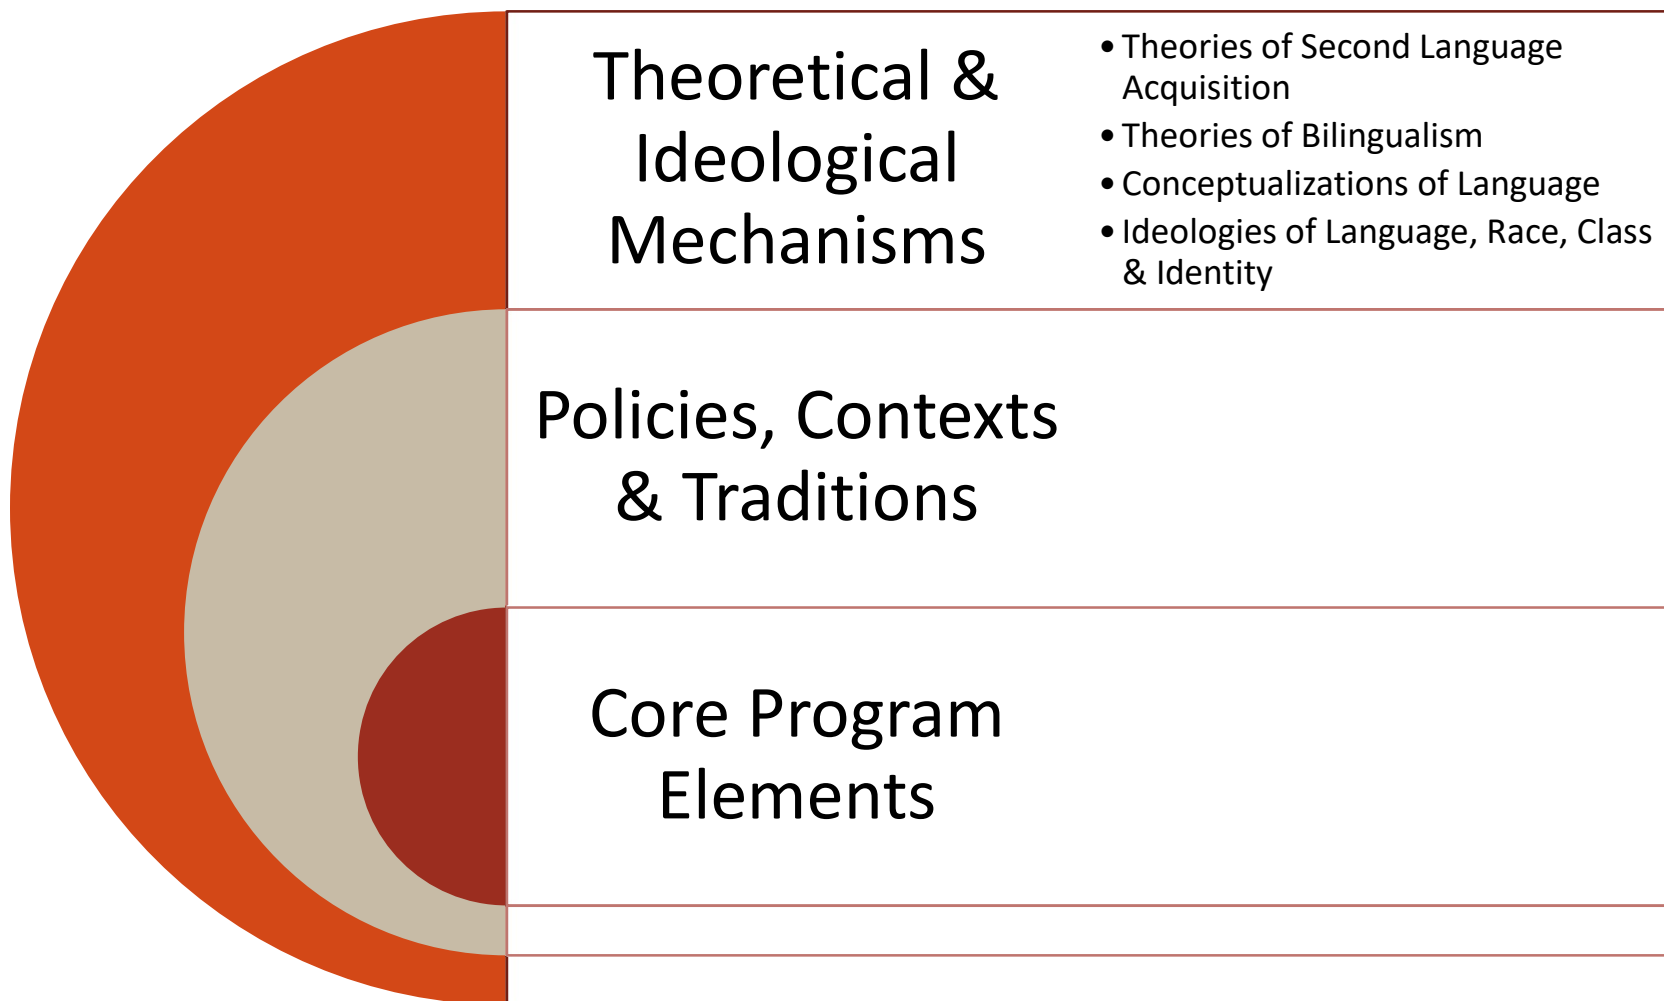 Theoretical &
Ideological
Mechanisms
• Theories of Second Language
Acquisition
• Theories of Bilingualism
• Conceptualizations of Language
• Ideologies of Language, Race, Class
& Identity
Policies, Contexts
& Traditions
Core Program
Elements